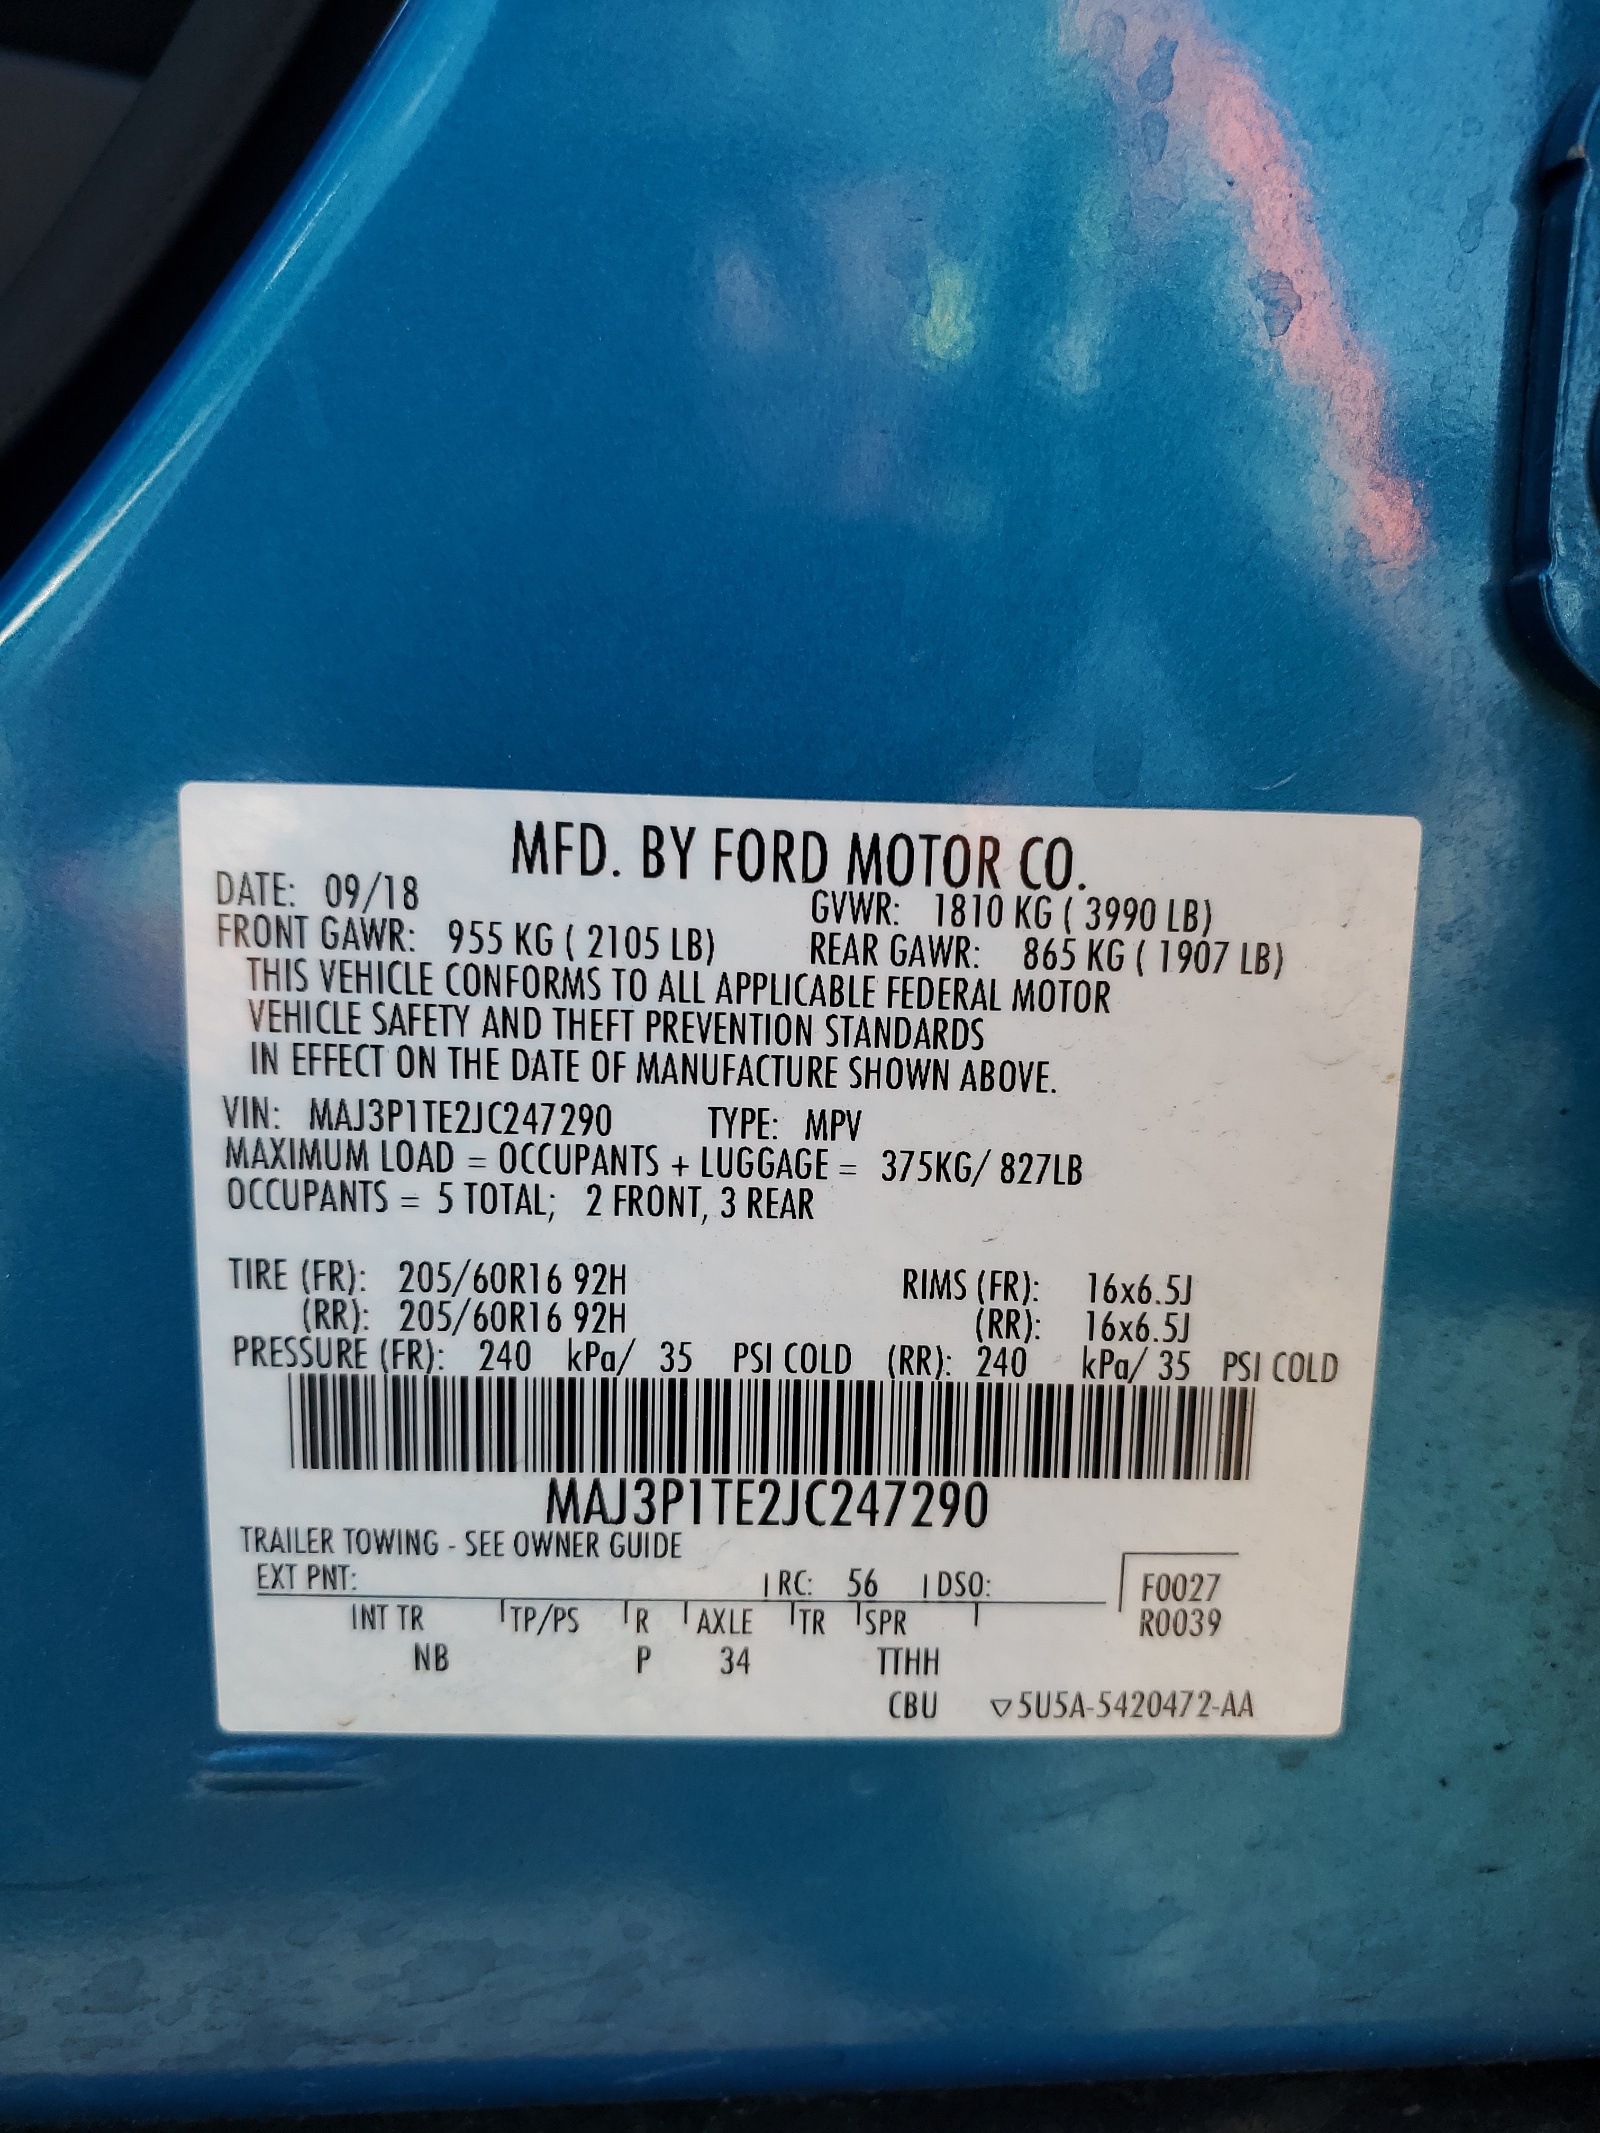 MFD. BY FORD MOTOR CO.
DATE: 09/18 GVWR: 1810 KG ( 3990 LB)
FRONT GAWR: 955 KG ( 2105 LB) REAR GAWR: 865 KG ( 1907 LB)
THIS VEHICLE CONFORMS TO ALL APPLICABLE FEDERAL MOTOR
VEHICLE SAFETY AND THEFT PREVENTION STANDARDS
IN EFFECT ON THE DATE OF MANUFACTURE SHOWN ABOVE.
VIN: MAJ3P1TE2JC247290 TYPE: MPV
MAXIMUM LOAD = OCCUPANTS + LUGGAGE = 375KG/ 827LB
OCCUPANTS = 5 TOTAL; 2 FRONT, 3 REAR
TIRE (FR): 205/60R16 92H RIMS (FR): 16x6.5J
(RR): 205/60R16 92H (RR): 16x6.5J
PRESSURE (FR): 240 kPa/ 35 PSI COLD (RR): 240 kPa/ 35 PSI COLD
MAJ3P1TE2JC247290
TRAILER TOWING - SEE OWNER GUIDE
EXT PNT: RC: 56 DSO: F0027
INT TR TP/PS R AXLE TR SPR R0039
NB P 34 TTHH
CBU ▽5U5A-5420472-AA